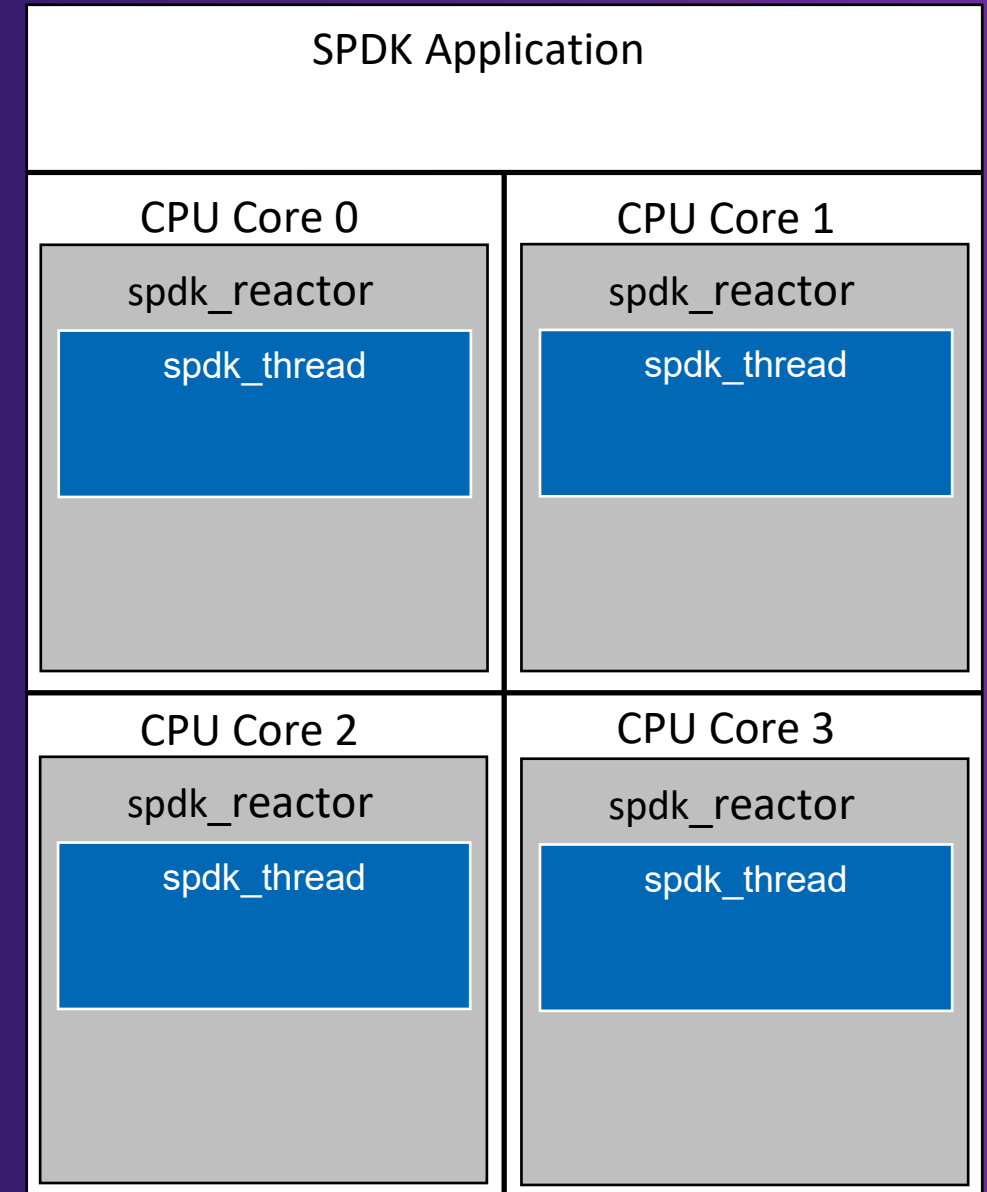 SPDK Application
CPU Core 0
spdk_reactor
spdk_thread
CPU Core 1
spdk_reactor
spdk_thread
CPU Core 2
spdk_reactor
spdk_thread
CPU Core 3
spdk_reactor
spdk_thread